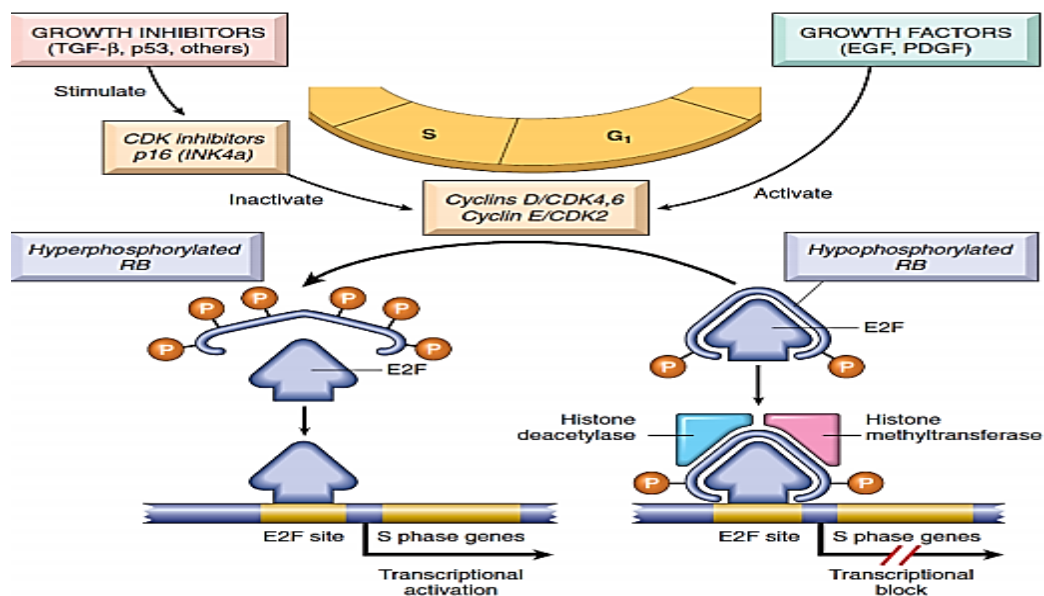 GROWTH INHIBITORS
(TGF-β, p53, others)
GROWTH FACTORS
(EGF, PDGF)
Stimulate
CDK inhibitors
p16 (INK4a)
S
G1
Inactivate
Activate
Cyclins D/CDK4,6
Cyclin E/CDK2
Hyperphosphorylated
RB
Hypophosphorylated
RB
P
P
P
P
P
P
E2F
E2F
P
P
Histone
deacetylase
Histone
methyltransferase
P
P
E2F site
S phase genes
E2F site
S phase genes
Transcriptional
activation
Transcriptional
block